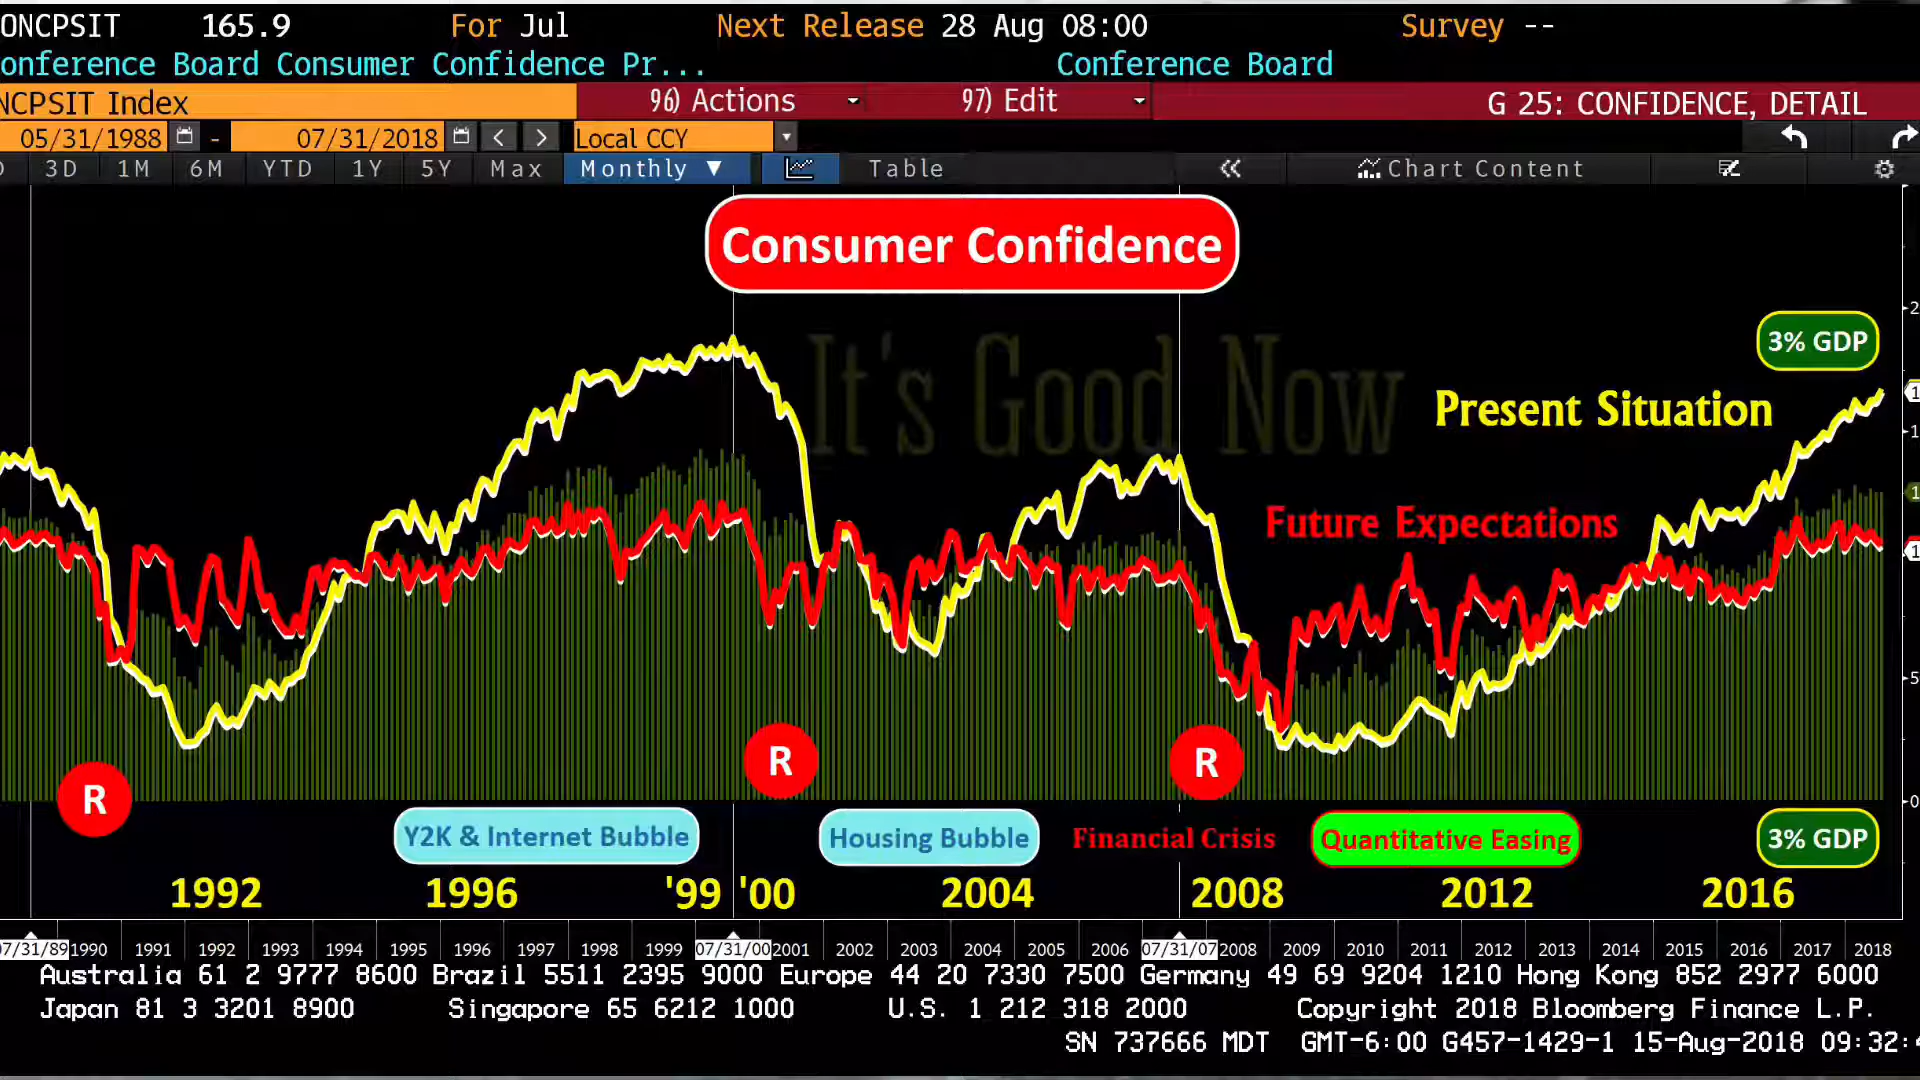 ONCPSIT 165.9 For Jul Next Release 28 Aug 08:00 Survey --
onference Board Consumer Confidence Pr... Conference Board
NCPSIT Index 96) Actions 97) Edit G 25: CONFIDENCE, DETAIL
05/31/1988 - 07/31/2018 < > Local CCY
3D 1M 6M YTD 1Y 5Y Max Monthly ▼ Table « Chart Content
Consumer Confidence
It's Good Now
3% GDP
Present Situation
Future Expectations
R
R
R
Y2K & Internet Bubble
Housing Bubble
Financial Crisis
Quantitative Easing
3% GDP
1992 1996 '99 '00 2004 2008 2012 2016
07/31/89 1990 1991 1992 1993 1994 1995 1996 1997 1998 1999 07/31/00 2001 2002 2003 2004 2005 2006 07/31/07 2008 2009 2010 2011 2012 2013 2014 2015 2016 2017 2018
Australia 61 2 9777 8600 Brazil 5511 2395 9000 Europe 44 20 7330 7500 Germany 49 69 9204 1210 Hong Kong 852 2977 6000
Japan 81 3 3201 8900 Singapore 65 6212 1000 U.S. 1 212 318 2000 Copyright 2018 Bloomberg Finance L.P.
SN 737666 MDT GMT-6:00 G457-1429-1 15-Aug-2018 09:32:4